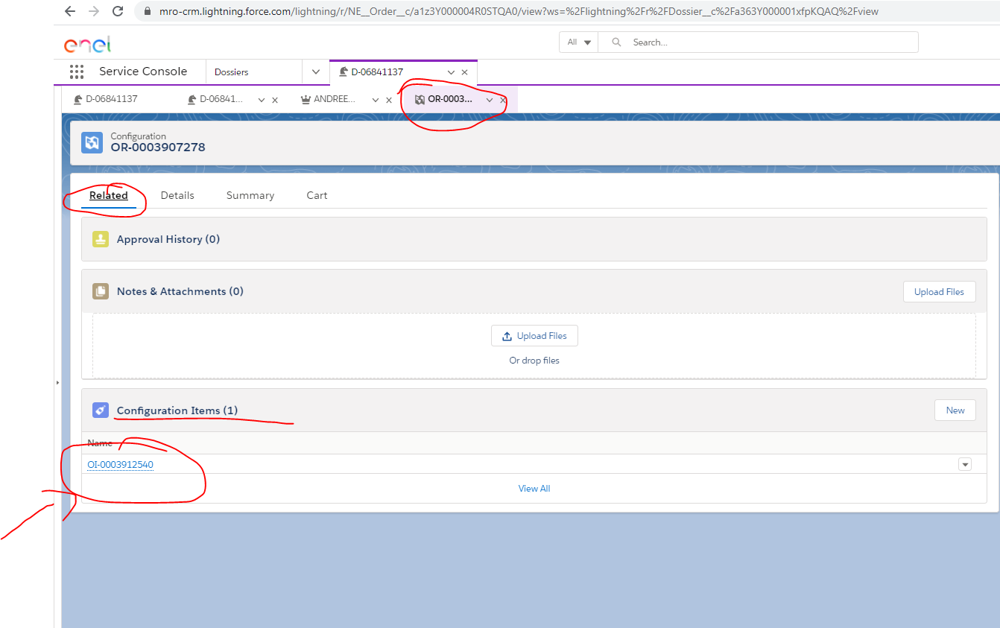 mro-crm.lightning.force.com/lightning/r/NE__Order__c/a1z3Y000004R0STQA0/view?ws=%2Flightning%2Fr%2FDossier__c%2Fa363Y000001xfpKQAQ%2Fview
enel
All
Search...
Service Console
Dossiers
D-06841137
D-06841137
D-06841...
ANDREE...
OR-0003...
Configuration
OR-0003907278
Related
Details
Summary
Cart
Approval History (0)
Notes & Attachments (0)
Upload Files
Upload Files
Or drop files
Configuration Items (1)
New
Name
OI-0003912540
View All